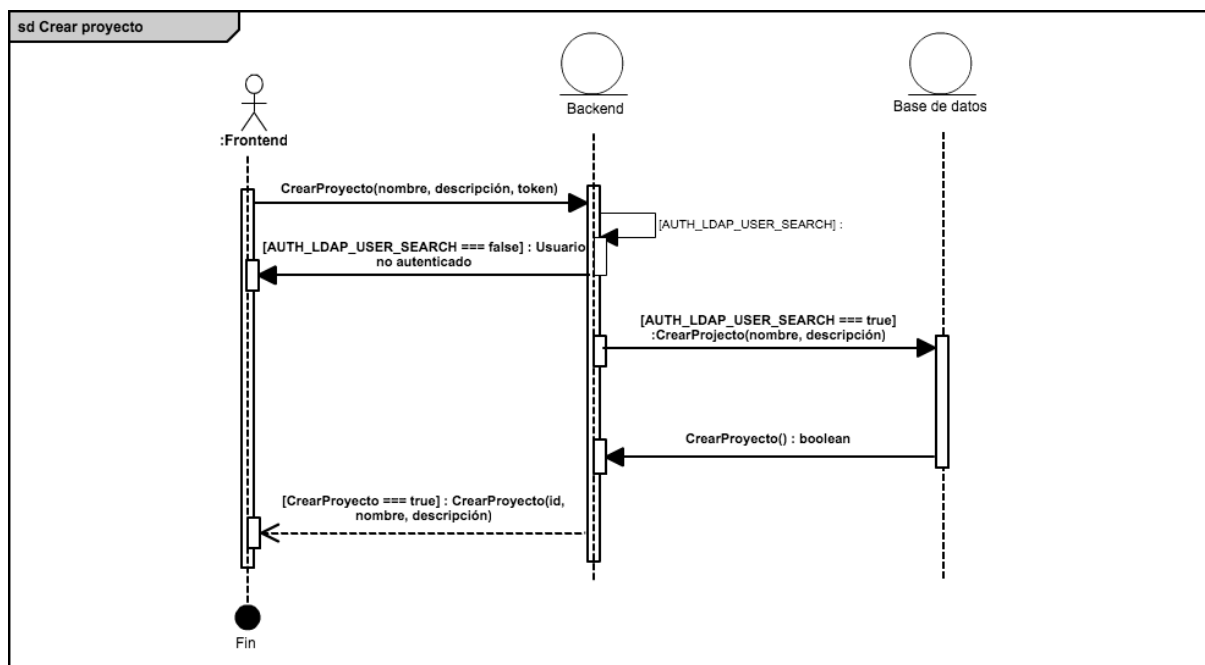 sd Crear proyecto
Backend
Base de datos
:Frontend
CrearProyecto(nombre, descripción, token)
[AUTH_LDAP_USER_SEARCH] :
[AUTH_LDAP_USER_SEARCH === false] : Usuario
no autenticado
[AUTH_LDAP_USER_SEARCH === true]
:CrearProjecto(nombre, descripción)
CrearProyecto() : boolean
[CrearProyecto === true] : CrearProyecto(id,
nombre, descripción)
Fin